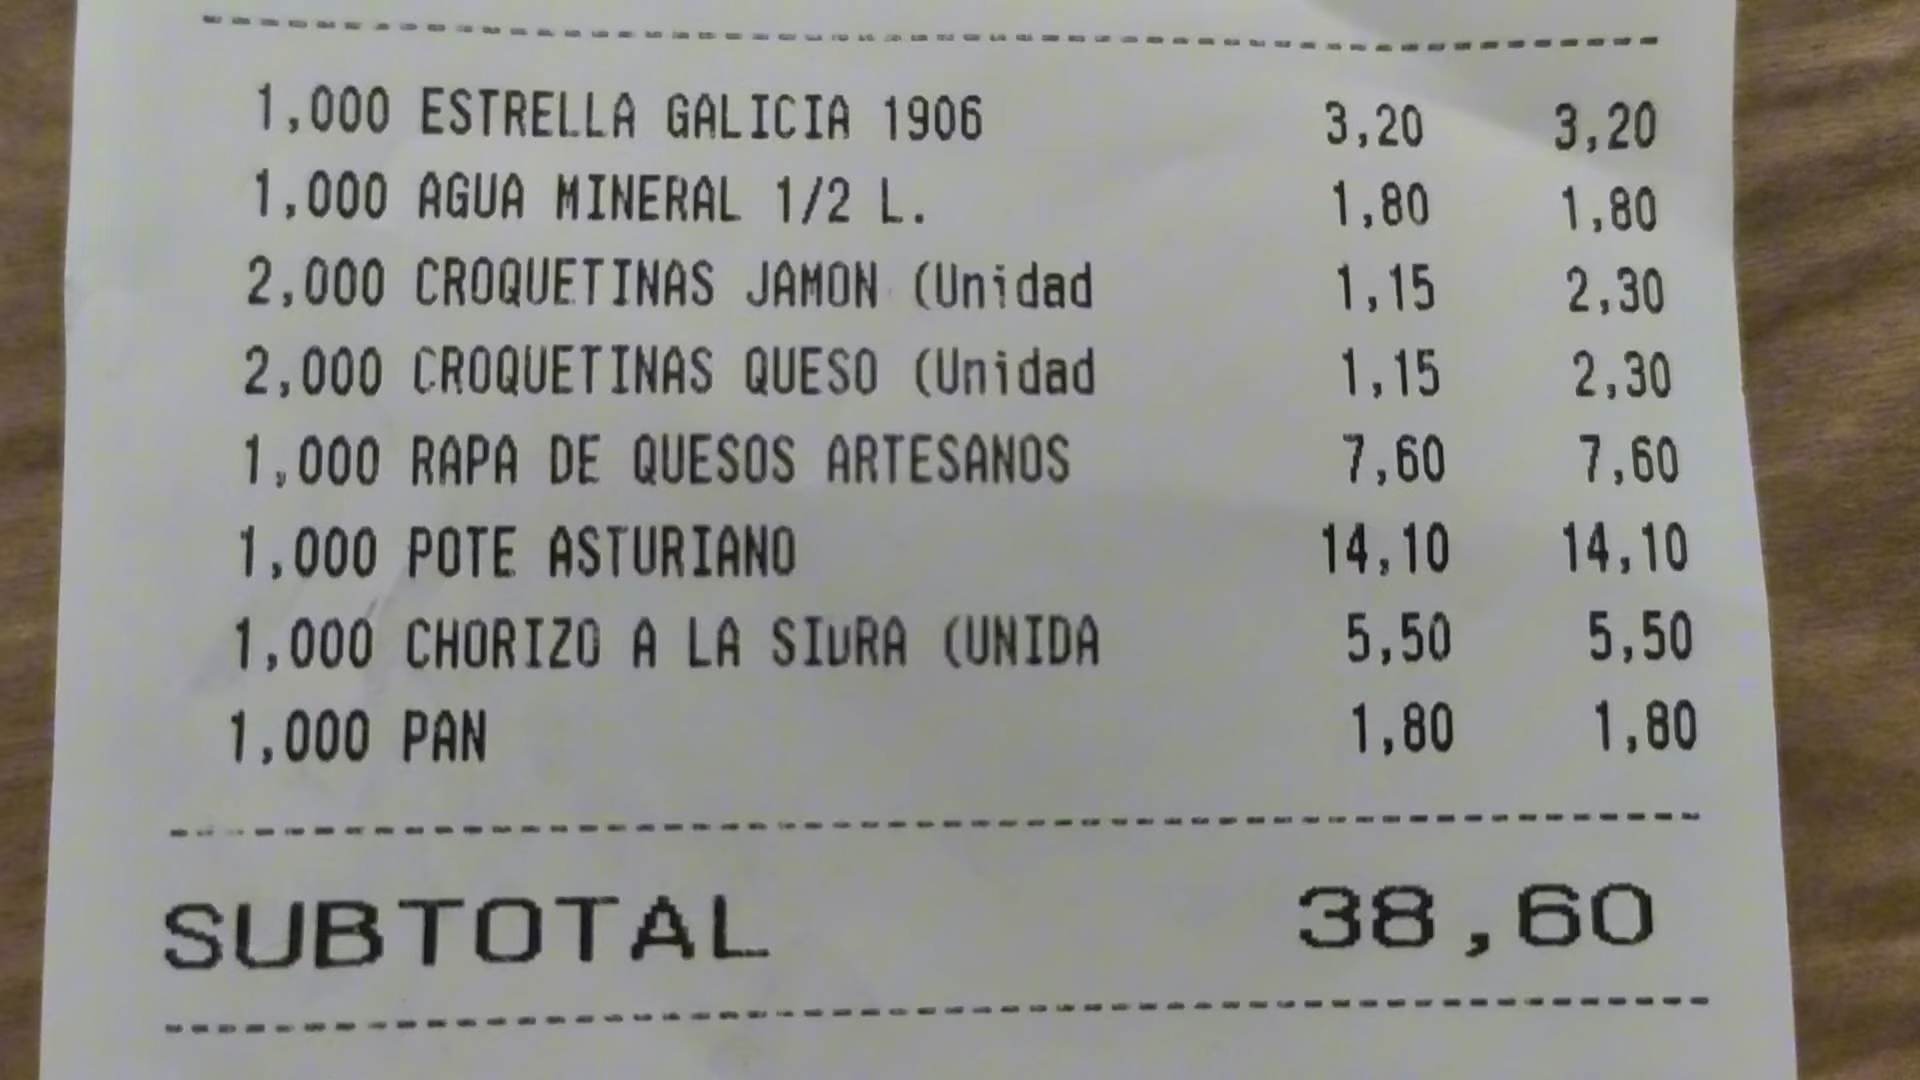 1,000 ESTRELLA GALICIA 1906 3,20 3,20
1,000 AGUA MINERAL 1/2 L. 1,80 1,80
2,000 CROQUETINAS JAMON (Unidad 1,15 2,30
2,000 CROQUETINAS QUESO (Unidad 1,15 2,30
1,000 RAPA DE QUESOS ARTESANOS 7,60 7,60
1,000 POTE ASTURIANO 14,10 14,10
1,000 CHORIZO A LA SIDRA (UNIDA 5,50 5,50
1,000 PAN 1,80 1,80
SUBTOTAL 38,60